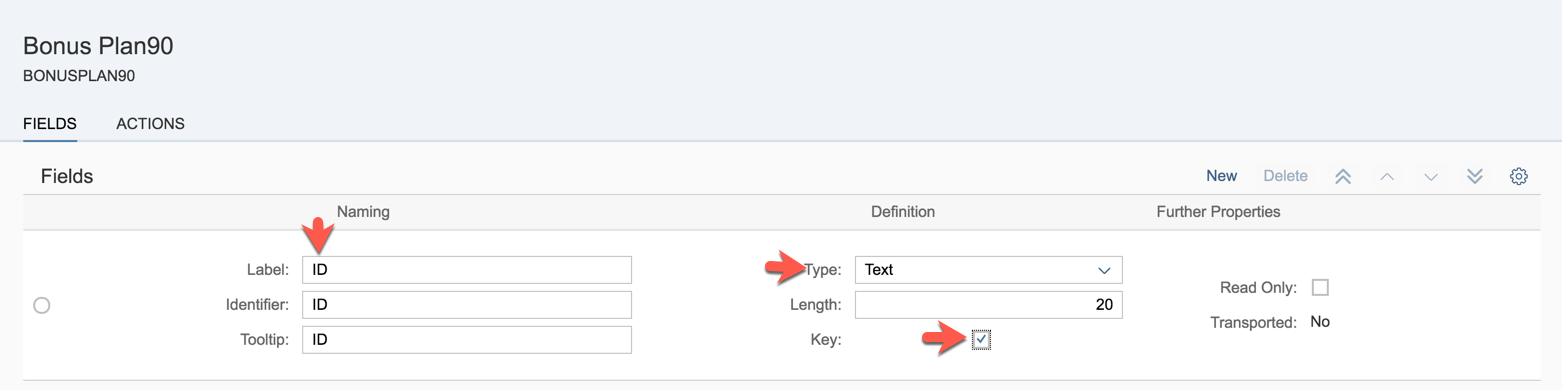 Bonus Plan90
BONUSPLAN90
FIELDS ACTIONS
Fields New Delete
Naming Definition Further Properties
Label: ID Type: Text
Read Only:
Identifier: ID Length: 20
Transported: No
Tooltip: ID Key: